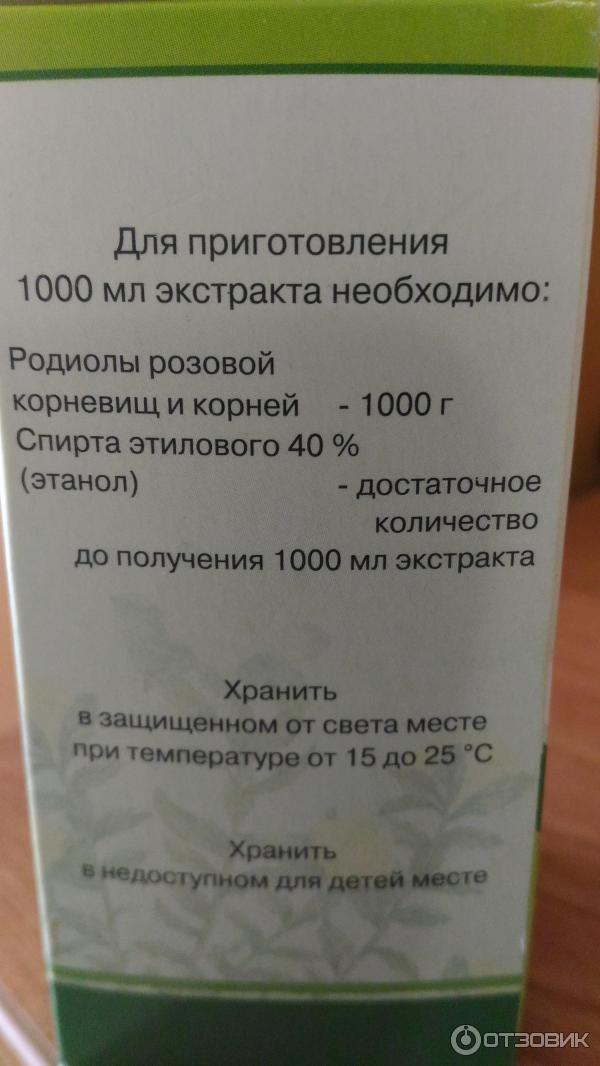 Для приготовления
1000 мл экстракта необходимо:
Родиолы розовой
корневищ и корней - 1000 г
Спирта этилового 40 %
(этанол) - достаточное
количество
до получения 1000 мл экстракта
Хранить
в защищенном от света месте
при температуре от 15 до 25 °С
Хранить
в недоступном для детей месте
ОТЗОВИК